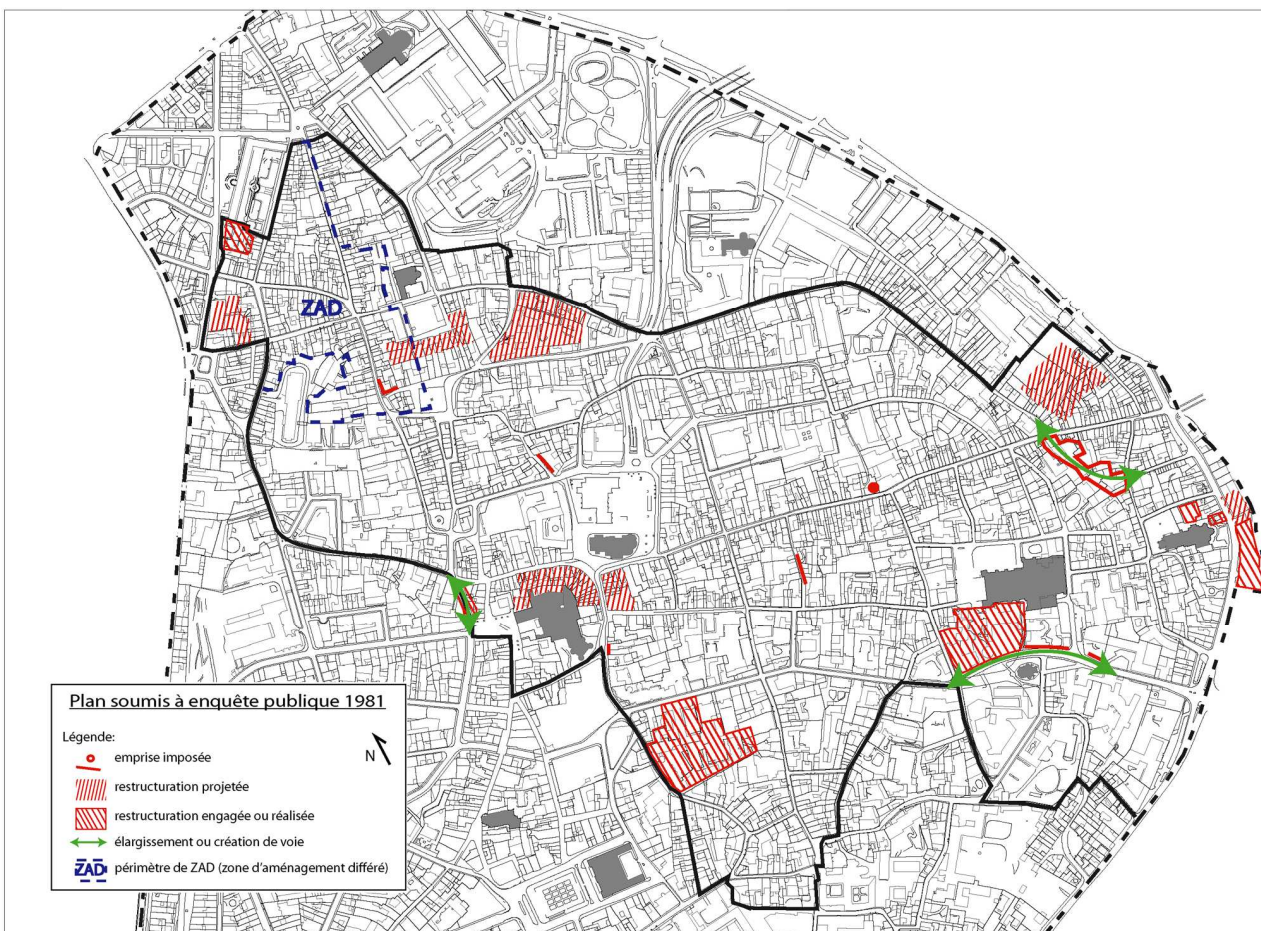 ZAD
Plan soumis à enquête publique 1981
Légende:
N
emprise imposée
restructuration projetée
restructuration engagée ou réalisée
élargissement ou création de voie
ZAD périmètre de ZAD (zone d'aménagement différé)